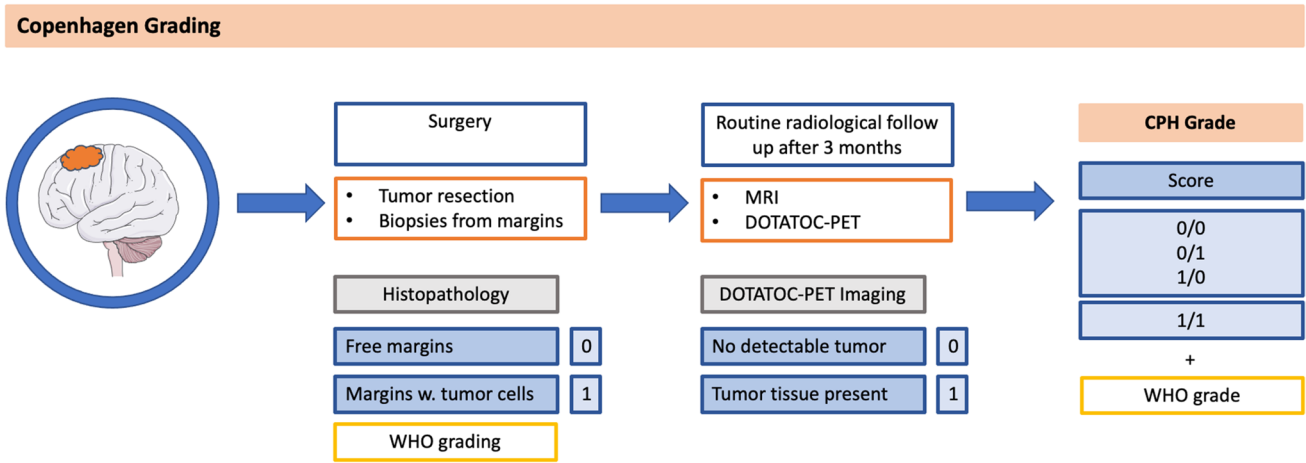 Copenhagen Grading
Surgery
• Tumor resection
• Biopsies from margins
Histopathology
Free margins 0
Margins w. tumor cells 1
WHO grading
Routine radiological follow
up after 3 months
• MRI
• DOTATOC-PET
DOTATOC-PET Imaging
No detectable tumor 0
Tumor tissue present 1
CPH Grade
Score
0/0
0/1
1/0
1/1
+
WHO grade